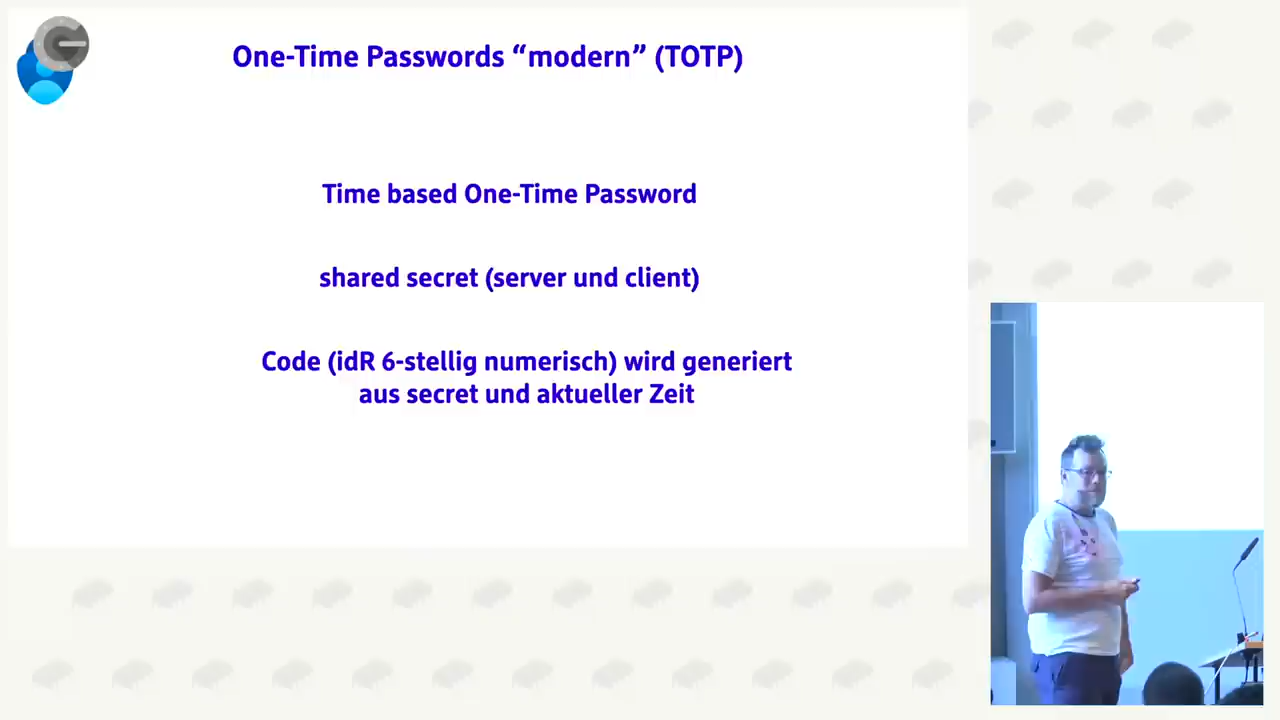 One-Time Passwords “modern” (TOTP)
Time based One-Time Password
shared secret (server und client)
Code (idR 6-stellig numerisch) wird generiert
aus secret und aktueller Zeit